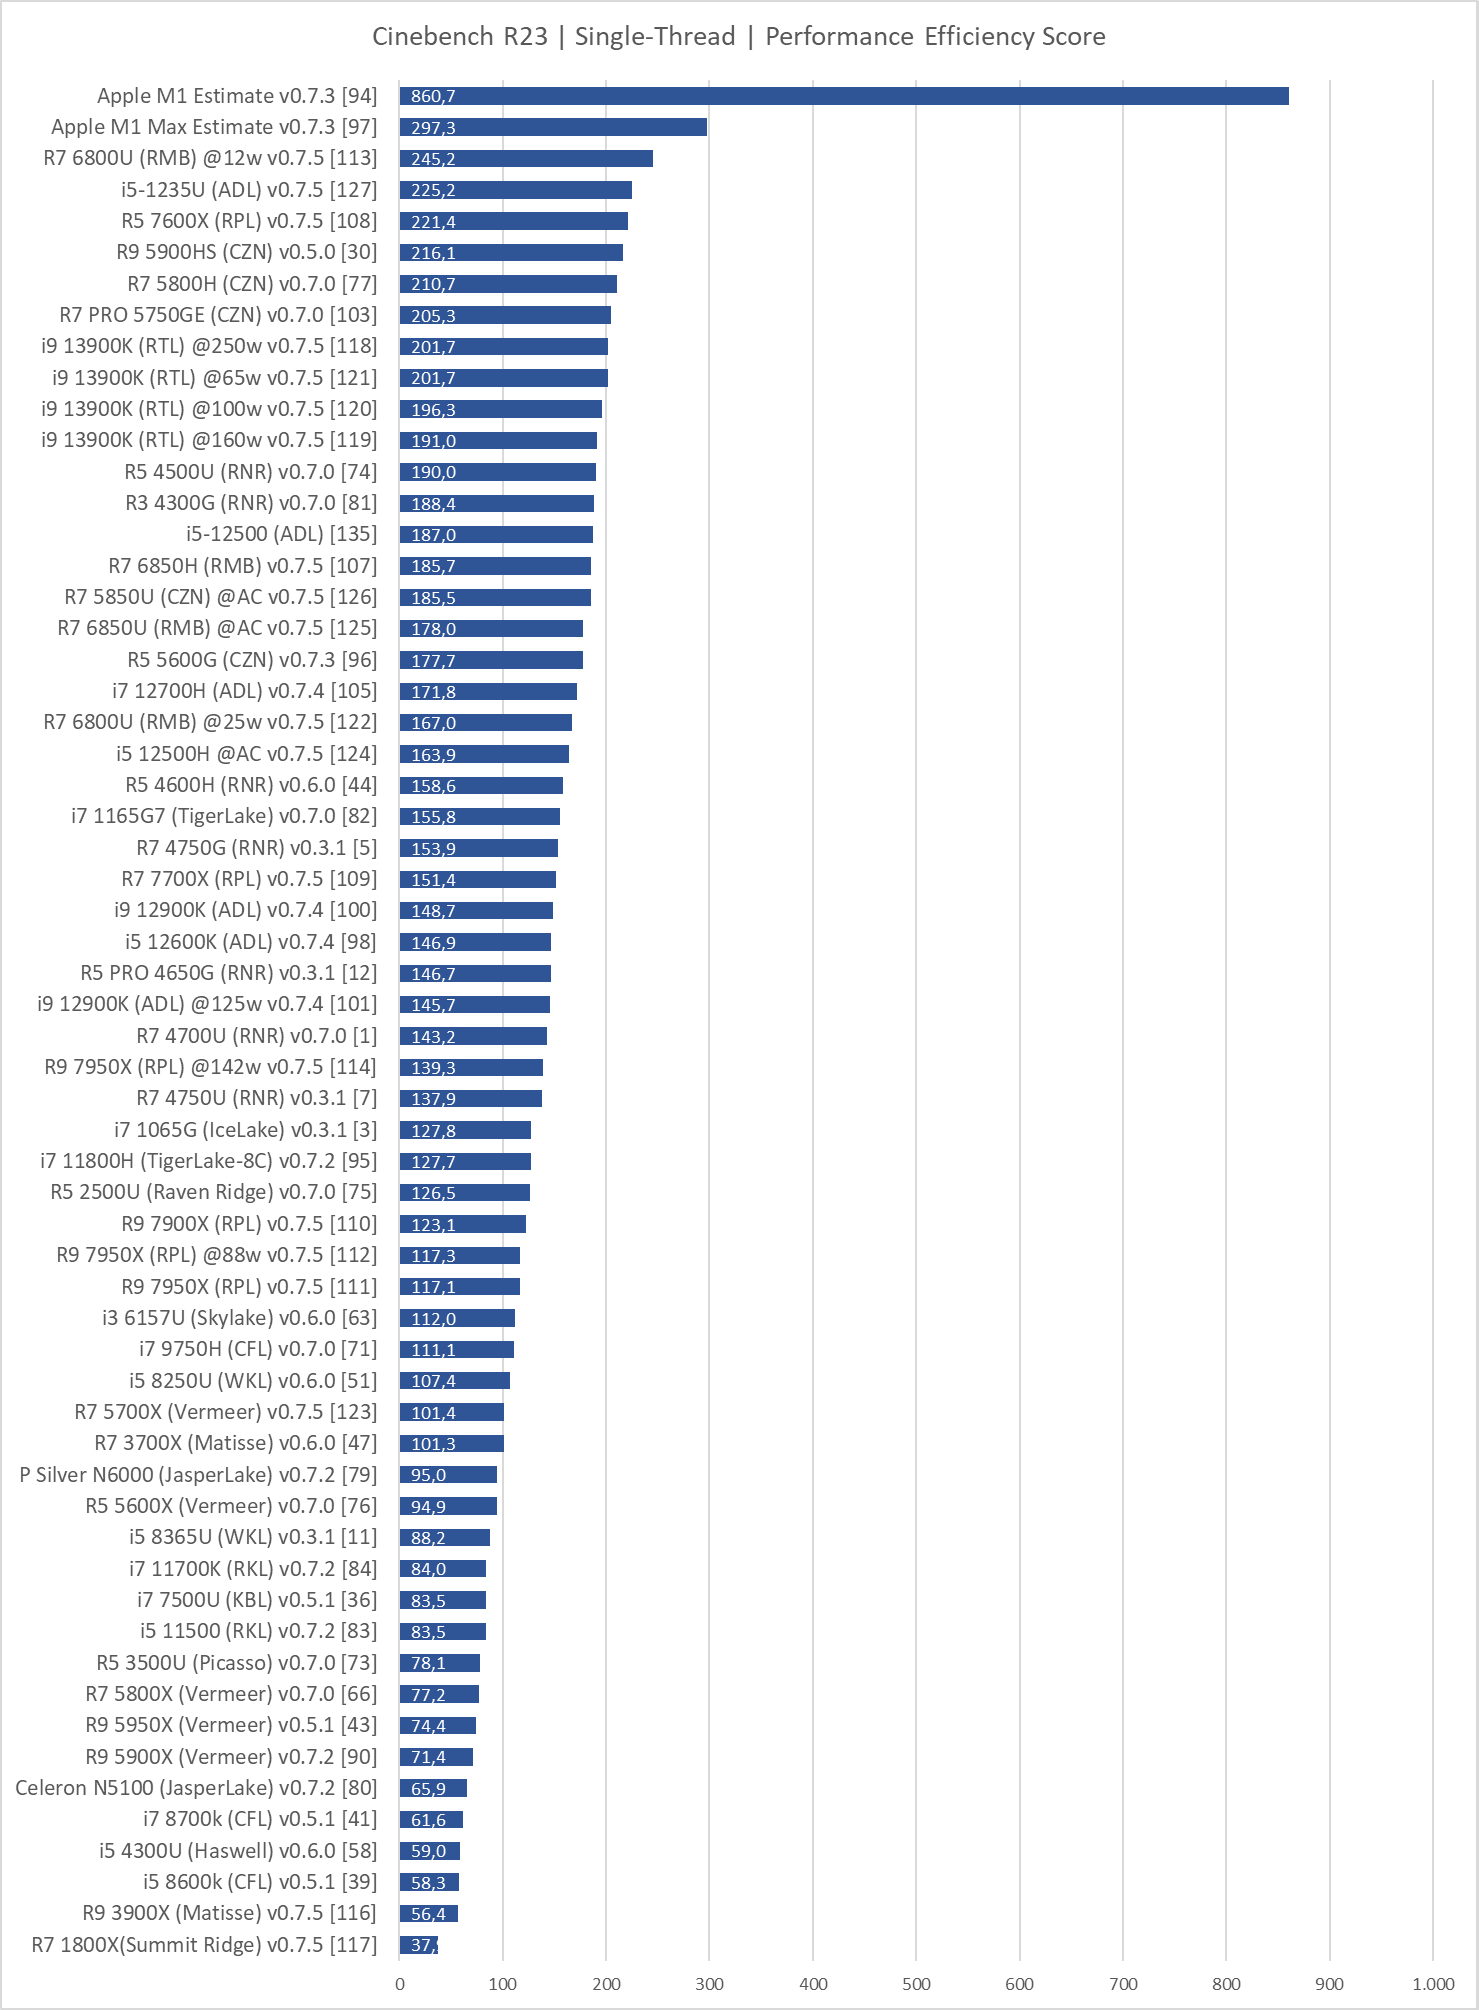 Cinebench R23 | Single-Thread | Performance Efficiency Score
Apple M1 Estimate v0.7.3 [94] 860,7
Apple M1 Max Estimate v0.7.3 [97] 297,3
R7 6800U (RMB) @12w v0.7.5 [113] 245,2
i5-1235U (ADL) v0.7.5 [127] 225,2
R5 7600X (RPL) v0.7.5 [108] 221,4
R9 5900HS (CZN) v0.5.0 [30] 216,1
R7 5800H (CZN) v0.7.0 [77] 210,7
R7 PRO 5750GE (CZN) v0.7.0 [103] 205,3
i9 13900K (RTL) @250w v0.7.5 [118] 201,7
i9 13900K (RTL) @65w v0.7.5 [121] 201,7
i9 13900K (RTL) @100w v0.7.5 [120] 196,3
i9 13900K (RTL) @160w v0.7.5 [119] 191,0
R5 4500U (RNR) v0.7.0 [74] 190,0
R3 4300G (RNR) v0.7.0 [81] 188,4
i5-12500 (ADL) [135] 187,0
R7 6850H (RMB) v0.7.5 [107] 185,7
R7 5850U (CZN) @AC v0.7.5 [126] 185,5
R7 6850U (RMB) @AC v0.7.5 [125] 178,0
R5 5600G (CZN) v0.7.3 [96] 177,7
i7 12700H (ADL) v0.7.4 [105] 171,8
R7 6800U (RMB) @25w v0.7.5 [122] 167,0
i5 12500H @AC v0.7.5 [124] 163,9
R5 4600H (RNR) v0.6.0 [44] 158,6
i7 1165G7 (TigerLake) v0.7.0 [82] 155,8
R7 4750G (RNR) v0.3.1 [5] 153,9
R7 7700X (RPL) v0.7.5 [109] 151,4
i9 12900K (ADL) v0.7.4 [100] 148,7
i5 12600K (ADL) v0.7.4 [98] 146,9
R5 PRO 4650G (RNR) v0.3.1 [12] 146,7
i9 12900K (ADL) @125w v0.7.4 [101] 145,7
R7 4700U (RNR) v0.7.0 [1] 143,2
R9 7950X (RPL) @142w v0.7.5 [114] 139,3
R7 4750U (RNR) v0.3.1 [7] 137,9
i7 1065G (IceLake) v0.3.1 [3] 127,8
i7 11800H (TigerLake-8C) v0.7.2 [95] 127,7
R5 2500U (Raven Ridge) v0.7.0 [75] 126,5
R9 7900X (RPL) v0.7.5 [110] 123,1
R9 7950X (RPL) @88w v0.7.5 [112] 117,3
R9 7950X (RPL) v0.7.5 [111] 117,1
i3 6157U (Skylake) v0.6.0 [63] 112,0
i7 9750H (CFL) v0.7.0 [71] 111,1
i5 8250U (WKL) v0.6.0 [51] 107,4
R7 5700X (Vermeer) v0.7.5 [123] 101,4
R7 3700X (Matisse) v0.6.0 [47] 101,3
P Silver N6000 (JasperLake) v0.7.2 [79] 95,0
R5 5600X (Vermeer) v0.7.0 [76] 94,9
i5 8365U (WKL) v0.3.1 [11] 88,2
i7 11700K (RKL) v0.7.2 [84] 84,0
i7 7500U (KBL) v0.5.1 [36] 83,5
i5 11500 (RKL) v0.7.2 [83] 83,5
R5 3500U (Picasso) v0.7.0 [73] 78,1
R7 5800X (Vermeer) v0.7.0 [66] 77,2
R9 5950X (Vermeer) v0.5.1 [43] 74,4
R9 5900X (Vermeer) v0.7.2 [90] 71,4
Celeron N5100 (JasperLake) v0.7.2 [80] 65,9
i7 8700k (CFL) v0.5.1 [41] 61,6
i5 4300U (Haswell) v0.6.0 [58] 59,0
i5 8600k (CFL) v0.5.1 [39] 58,3
R9 3900X (Matisse) v0.7.5 [116] 56,4
R7 1800X(Summit Ridge) v0.7.5 [117]
0 100 200 300 400 500 600 700 800 900 1.000